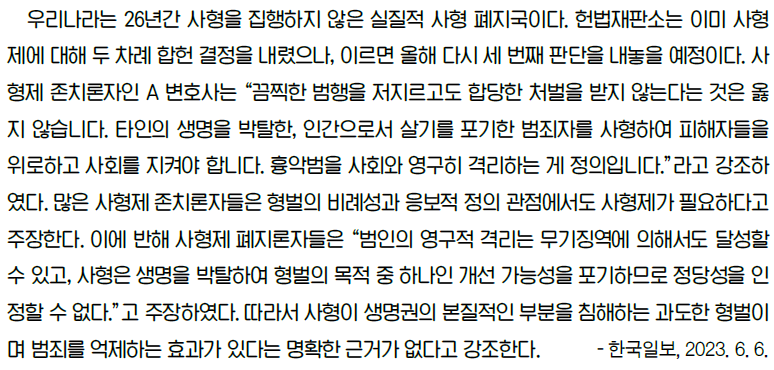 우리나라는 26년간 사형을 집행하지 않은 실질적 사형 폐지국이다. 헌법재판소는 이미 사형
제에 대해 두 차례 합헌 결정을 내렸으나, 이르면 올해 다시 세 번째 판단을 내놓을 예정이다. 사
형제 존치론자인 A 변호사는 “끔찍한 범행을 저지르고도 합당한 처벌을 받지 않는다는 것은 옳
지 않습니다. 타인의 생명을 박탈한, 인간으로서 살기를 포기한 범죄자를 사형하여 피해자들을
위로하고 사회를 지켜야 합니다. 흉악범을 사회와 영구히 격리하는 게 정의입니다.”라고 강조하
였다. 많은 사형제 존치론자들은 형벌의 비례성과 응보적 정의 관점에서도 사형제가 필요하다고
주장한다. 이에 반해 사형제 폐지론자들은 “범인의 영구적 격리는 무기징역에 의해서도 달성할
수 있고, 사형은 생명을 박탈하여 형벌의 목적 중 하나인 개선 가능성을 포기하므로 정당성을 인
정할 수 없다.”고 주장하였다. 따라서 사형이 생명권의 본질적인 부분을 침해하는 과도한 형벌이
며 범죄를 억제하는 효과가 있다는 명확한 근거가 없다고 강조한다. - 한국일보, 2023. 6. 6.